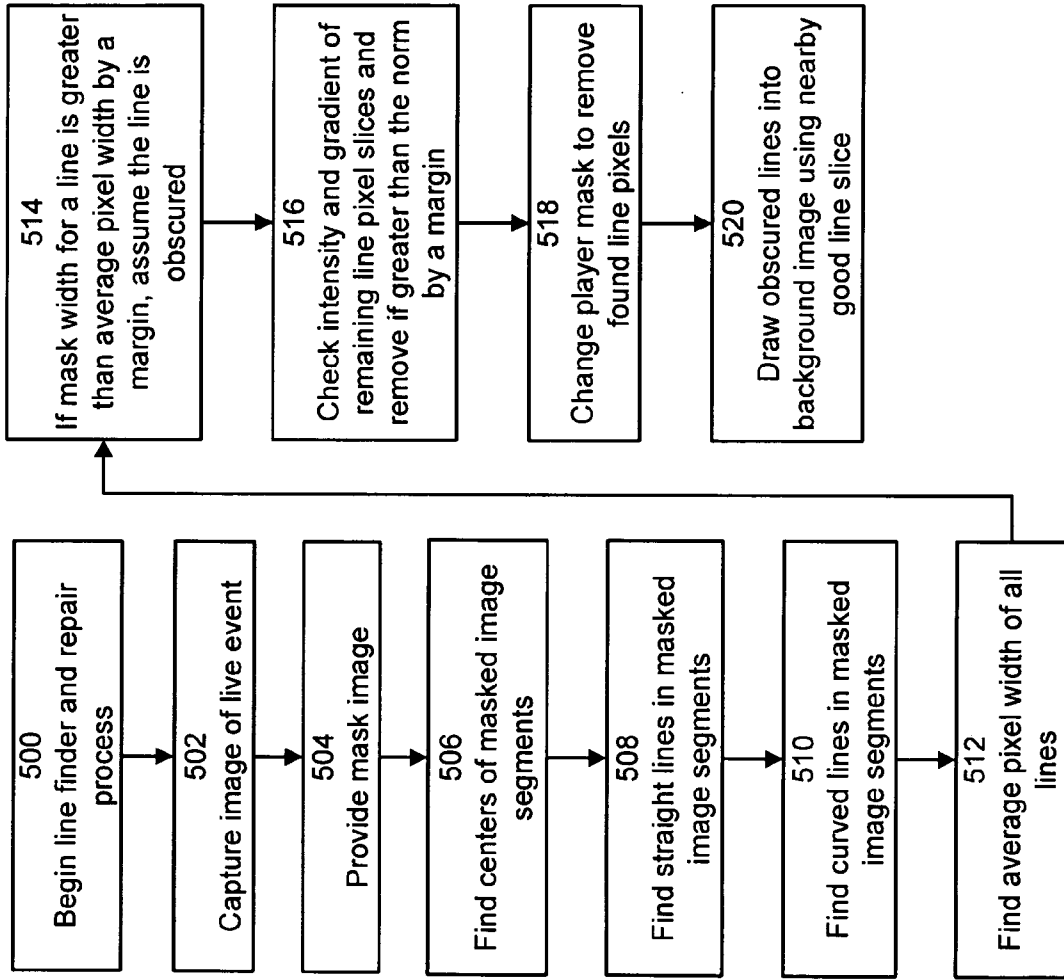 500
Begin line finder and repair
process
502
Capture image of live event
504
Provide mask image
506
Find centers of masked image
segments
508
Find straight lines in masked
image segments
510
Find curved lines in masked
image segments
512
Find average pixel width of all
lines
514
If mask width for a line is greater
than average pixel width by a
margin, assume the line is
obscured
516
Check intensity and gradient of
remaining line pixel slices and
remove if greater than the norm
by a margin
518
Change player mask to remove
found line pixels
520
Draw obscured lines into
background image using nearby
good line slice